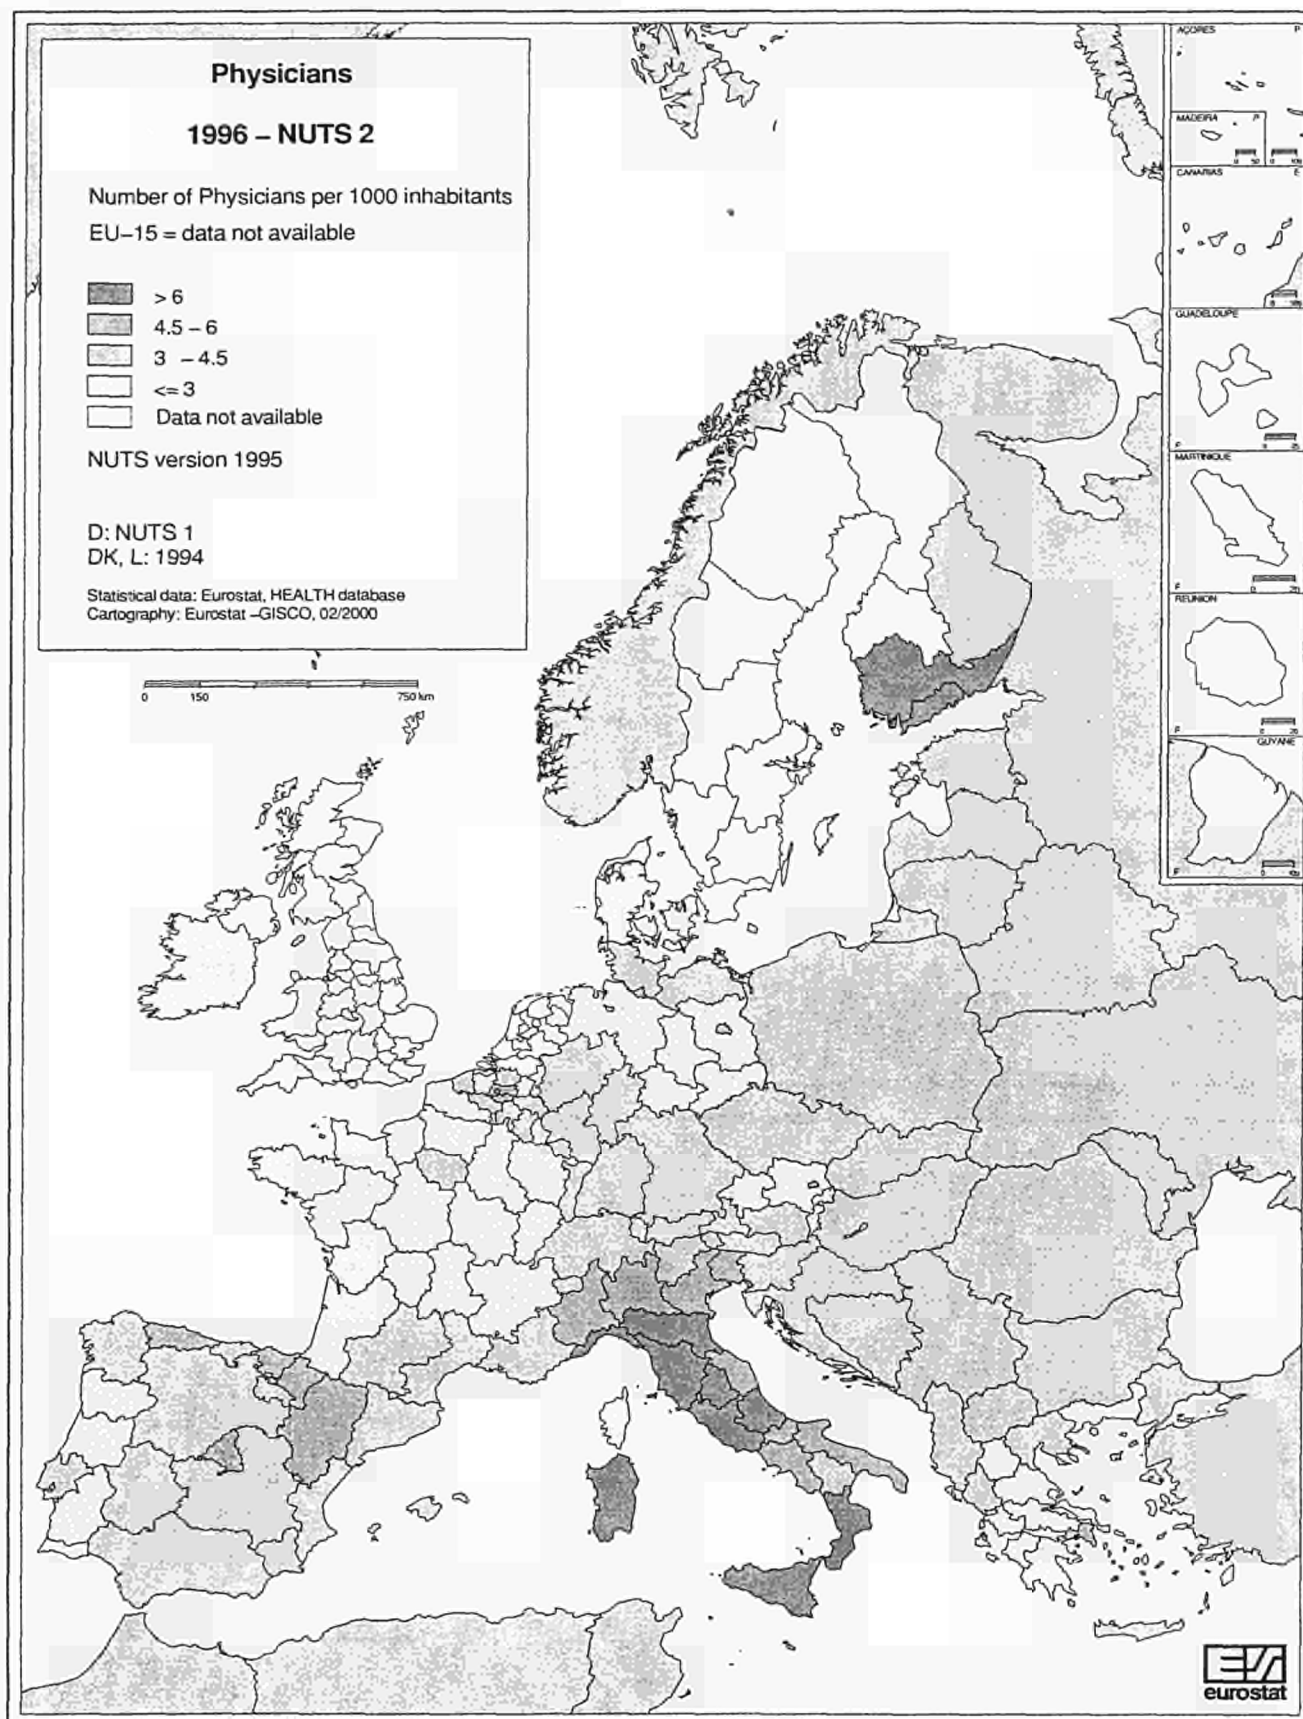 Physicians
1996 – NUTS 2
Number of Physicians per 1000 inhabitants
EU–15 = data not available
> 6
4.5 – 6
3 – 4.5
<= 3
Data not available
NUTS version 1995
D: NUTS 1
DK, L: 1994
Statistical data: Eurostat, HEALTH database
Cartography: Eurostat –GISCO, 02/2000
0 150 750 km
AÇORES P
MADEIRA P
CANARIAS E
GUADELOUPE
F
MARTINIQUE
F
REUNION
F
GUYANE
F
eurostat